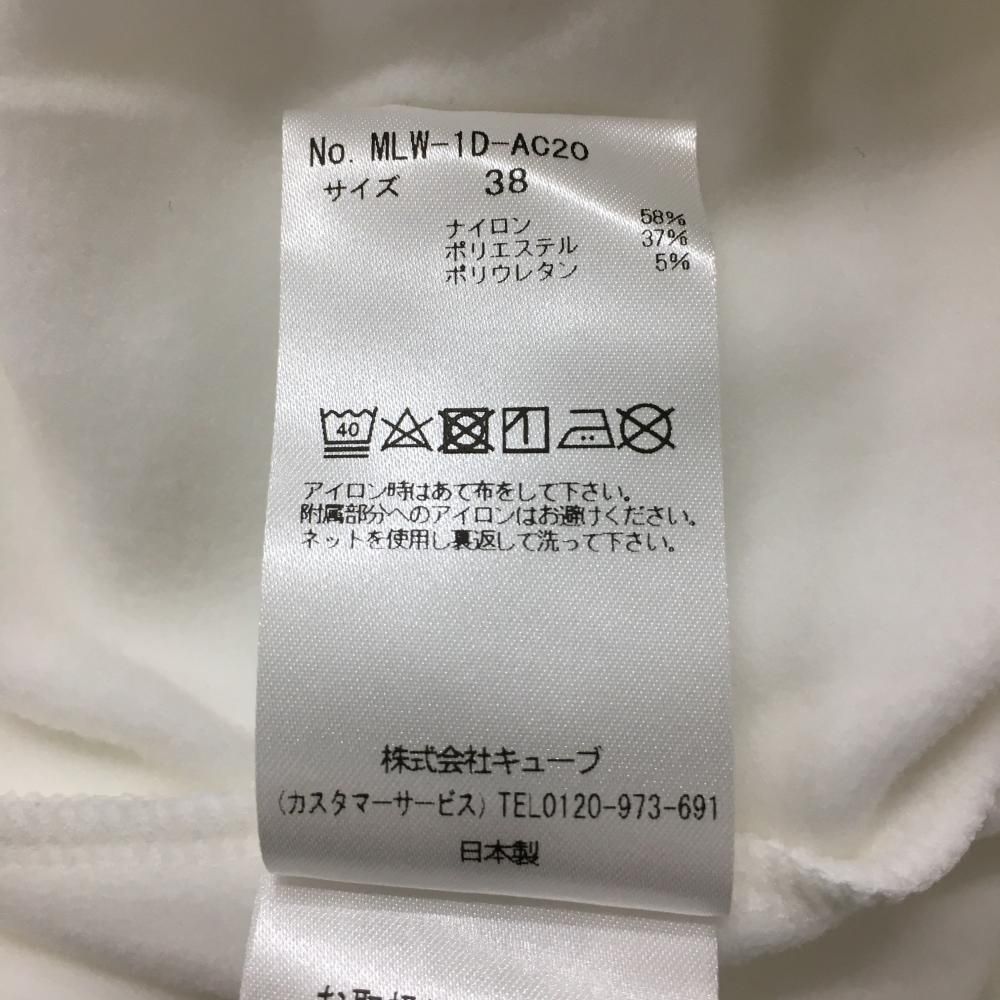 No. MLW-1D-AC20
サイズ 38
ナイロン 58%
ポリエステル 37%
ポリウレタン 5%
40
アイロン時はあて布をして下さい。
附属部分へのアイロンはお避けください。
ネットを使用し裏返して洗って下さい。
株式会社キューブ
(カスタマーサービス) TEL0120-973-691
日本製